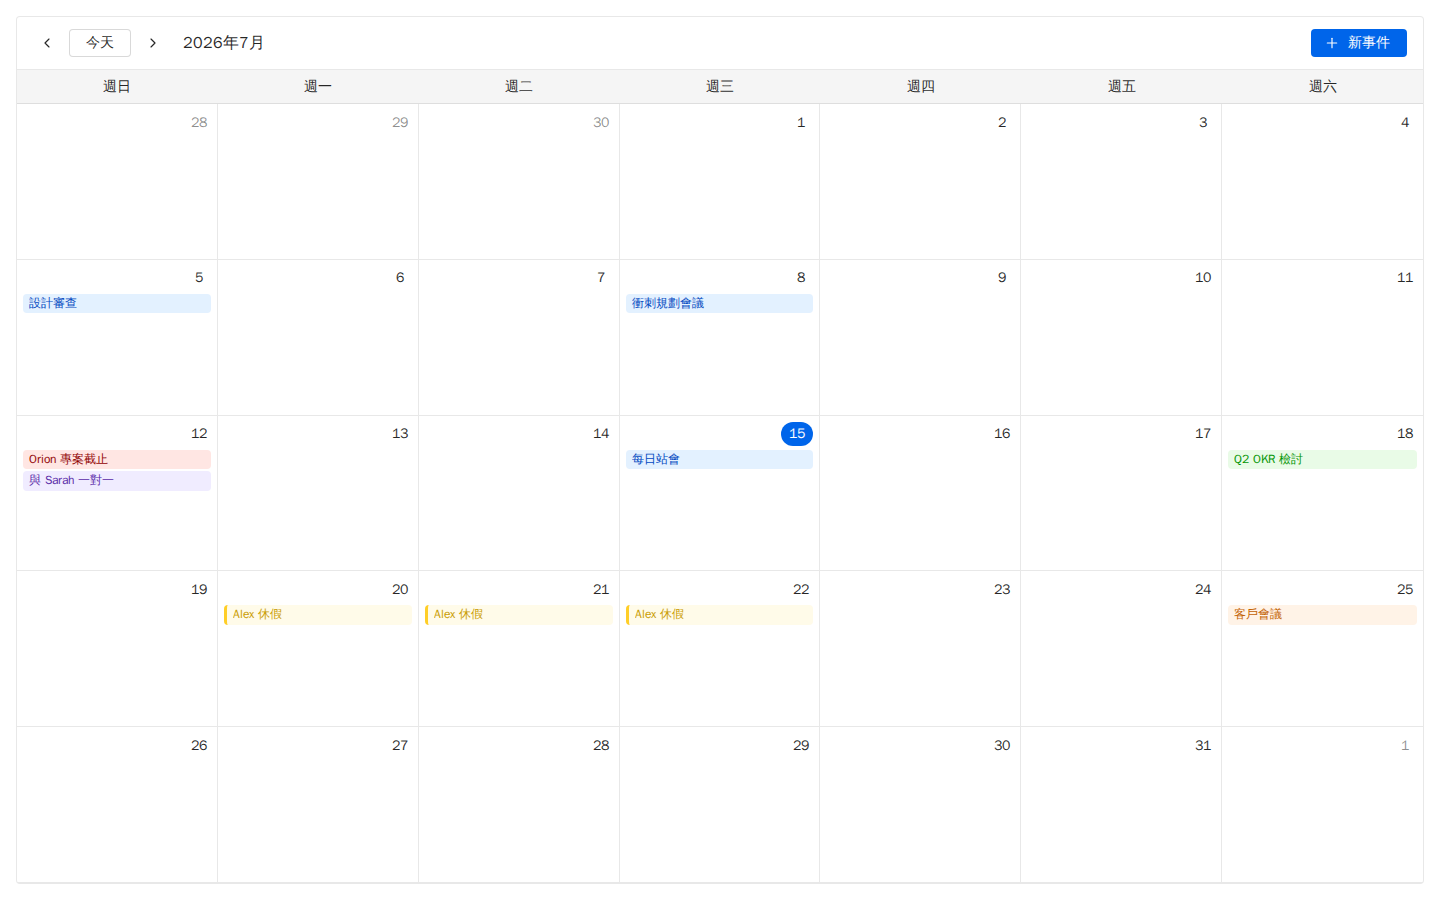 今天
2026年7月
新事件
週日 週一 週二 週三 週四 週五 週六
28 29 30 1 2 3 4
5 6 7 8 9 10 11
設計審查 衝刺規劃會議
12 13 14 15 16 17 18
Orion 專案截止 每日站會 Q2 OKR 檢討
與 Sarah 一對一
19 20 21 22 23 24 25
Alex 休假 Alex 休假 Alex 休假 客戶會議
26 27 28 29 30 31 1